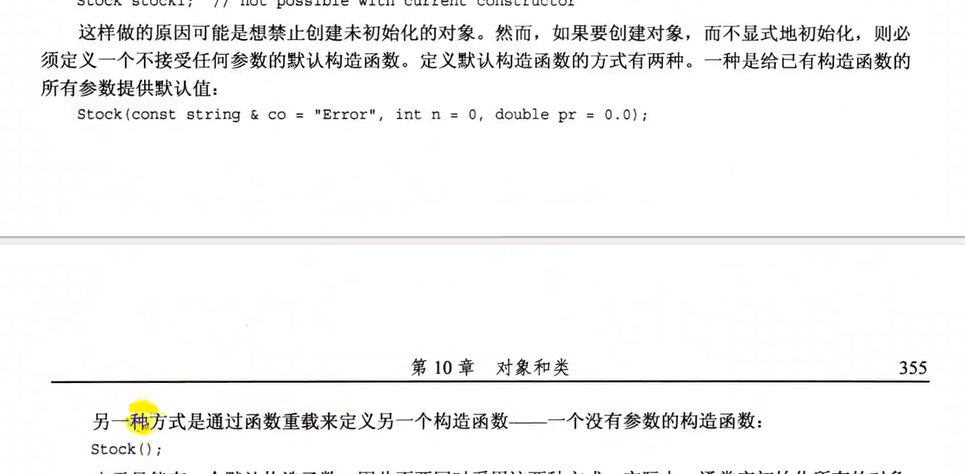 Stock stock1; // not possible with current constructor
这样做的原因可能是想禁止创建未初始化的对象。然而，如果要创建对象，而不显式地初始化，则必
须定义一个不接受任何参数的默认构造函数。定义默认构造函数的方式有两种。一种是给已有构造函数的
所有参数提供默认值：
Stock(const string & co = "Error", int n = 0, double pr = 0.0);
第 10 章 对象和类 355
另一种方式是通过函数重载来定义另一个构造函数——一个没有参数的构造函数：
Stock();